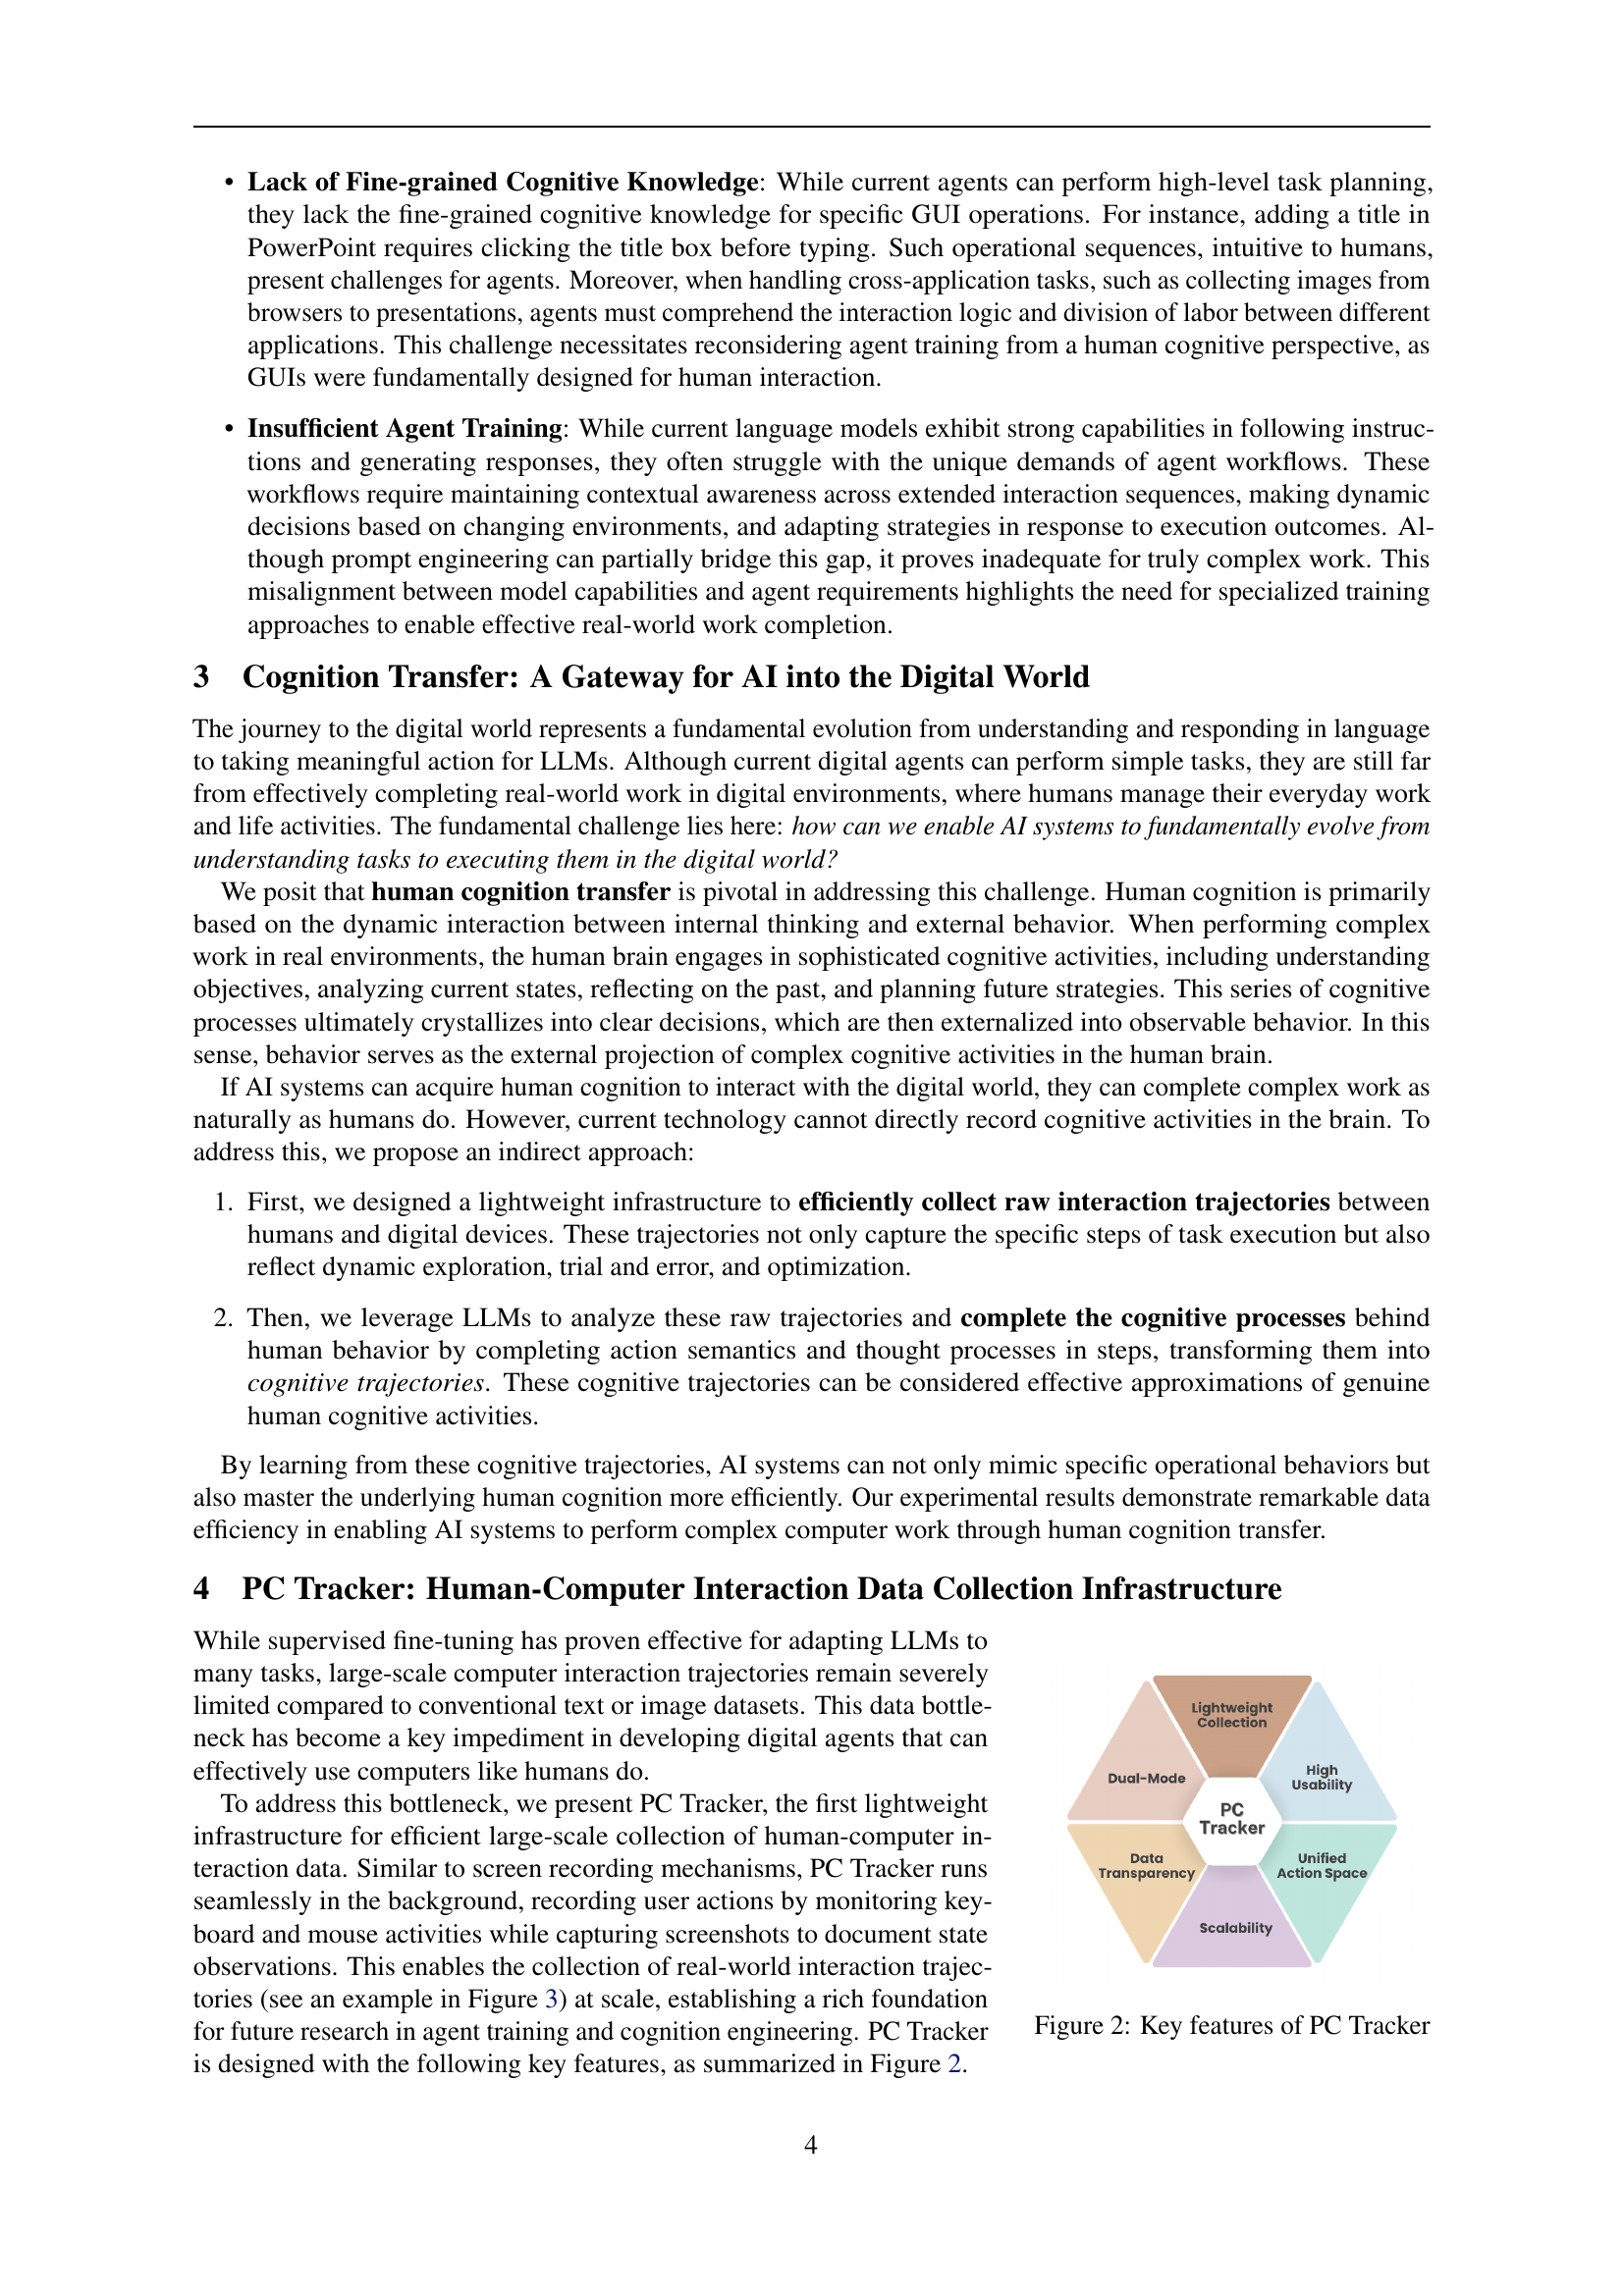 • Lack of Fine-grained Cognitive Knowledge: While current agents can perform high-level task planning,
they lack the fine-grained cognitive knowledge for specific GUI operations. For instance, adding a title in
PowerPoint requires clicking the title box before typing. Such operational sequences, intuitive to humans,
present challenges for agents. Moreover, when handling cross-application tasks, such as collecting images from
browsers to presentations, agents must comprehend the interaction logic and division of labor between different
applications. This challenge necessitates reconsidering agent training from a human cognitive perspective, as
GUIs were fundamentally designed for human interaction.
• Insufficient Agent Training: While current language models exhibit strong capabilities in following instruc-
tions and generating responses, they often struggle with the unique demands of agent workflows. These
workflows require maintaining contextual awareness across extended interaction sequences, making dynamic
decisions based on changing environments, and adapting strategies in response to execution outcomes. Al-
though prompt engineering can partially bridge this gap, it proves inadequate for truly complex work. This
misalignment between model capabilities and agent requirements highlights the need for specialized training
approaches to enable effective real-world work completion.
3 Cognition Transfer: A Gateway for AI into the Digital World
The journey to the digital world represents a fundamental evolution from understanding and responding in language
to taking meaningful action for LLMs. Although current digital agents can perform simple tasks, they are still far
from effectively completing real-world work in digital environments, where humans manage their everyday work
and life activities. The fundamental challenge lies here: how can we enable AI systems to fundamentally evolve from
understanding tasks to executing them in the digital world?
We posit that human cognition transfer is pivotal in addressing this challenge. Human cognition is primarily
based on the dynamic interaction between internal thinking and external behavior. When performing complex
work in real environments, the human brain engages in sophisticated cognitive activities, including understanding
objectives, analyzing current states, reflecting on the past, and planning future strategies. This series of cognitive
processes ultimately crystallizes into clear decisions, which are then externalized into observable behavior. In this
sense, behavior serves as the external projection of complex cognitive activities in the human brain.
If AI systems can acquire human cognition to interact with the digital world, they can complete complex work as
naturally as humans do. However, current technology cannot directly record cognitive activities in the brain. To
address this, we propose an indirect approach:
1. First, we designed a lightweight infrastructure to efficiently collect raw interaction trajectories between
humans and digital devices. These trajectories not only capture the specific steps of task execution but also
reflect dynamic exploration, trial and error, and optimization.
2. Then, we leverage LLMs to analyze these raw trajectories and complete the cognitive processes behind
human behavior by completing action semantics and thought processes in steps, transforming them into
cognitive trajectories. These cognitive trajectories can be considered effective approximations of genuine
human cognitive activities.
By learning from these cognitive trajectories, AI systems can not only mimic specific operational behaviors but
also master the underlying human cognition more efficiently. Our experimental results demonstrate remarkable data
efficiency in enabling AI systems to perform complex computer work through human cognition transfer.
4 PC Tracker: Human-Computer Interaction Data Collection Infrastructure
While supervised fine-tuning has proven effective for adapting LLMs to
many tasks, large-scale computer interaction trajectories remain severely
limited compared to conventional text or image datasets. This data bottle-
neck has become a key impediment in developing digital agents that can
effectively use computers like humans do.
To address this bottleneck, we present PC Tracker, the first lightweight
infrastructure for efficient large-scale collection of human-computer in-
teraction data. Similar to screen recording mechanisms, PC Tracker runs
seamlessly in the background, recording user actions by monitoring key-
board and mouse activities while capturing screenshots to document state
observations. This enables the collection of real-world interaction trajec-
tories (see an example in Figure 3) at scale, establishing a rich foundation
for future research in agent training and cognition engineering. PC Tracker
is designed with the following key features, as summarized in Figure 2.
Lightweight
Collection
Dual-Mode
High
Usability
PC
Tracker
Data
Transparency
Unified
Action Space
Scalability
Figure 2: Key features of PC Tracker
4